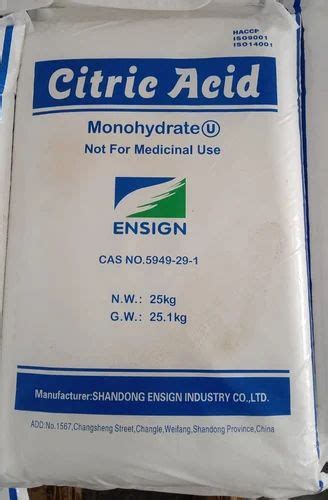 HACCP
ISO9001
ISO14001
Citric Acid
Monohydrate U
Not For Medicinal Use
ENSIGN
CAS NO.5949-29-1
N.W.: 25kg
G.W.: 25.1kg
Manufacturer:SHANDONG ENSIGN INDUSTRY CO.,LTD.
ADD:No.1567,Changsheng Street,Changle,Weifang,Shandong Province,China